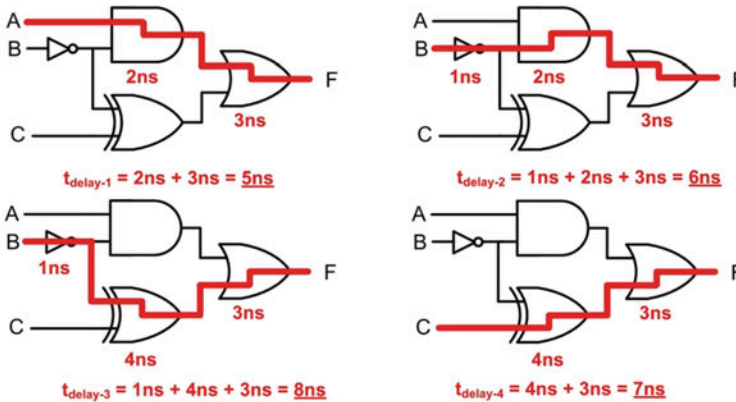 A
B
2ns
F
C
3ns
t_delay-1 = 2ns + 3ns = 5ns
A
B
1ns
2ns
F
C
3ns
t_delay-2 = 1ns + 2ns + 3ns = 6ns
A
B
1ns
F
C
3ns
4ns
t_delay-3 = 1ns + 4ns + 3ns = 8ns
A
B
F
C
3ns
4ns
t_delay-4 = 4ns + 3ns = 7ns